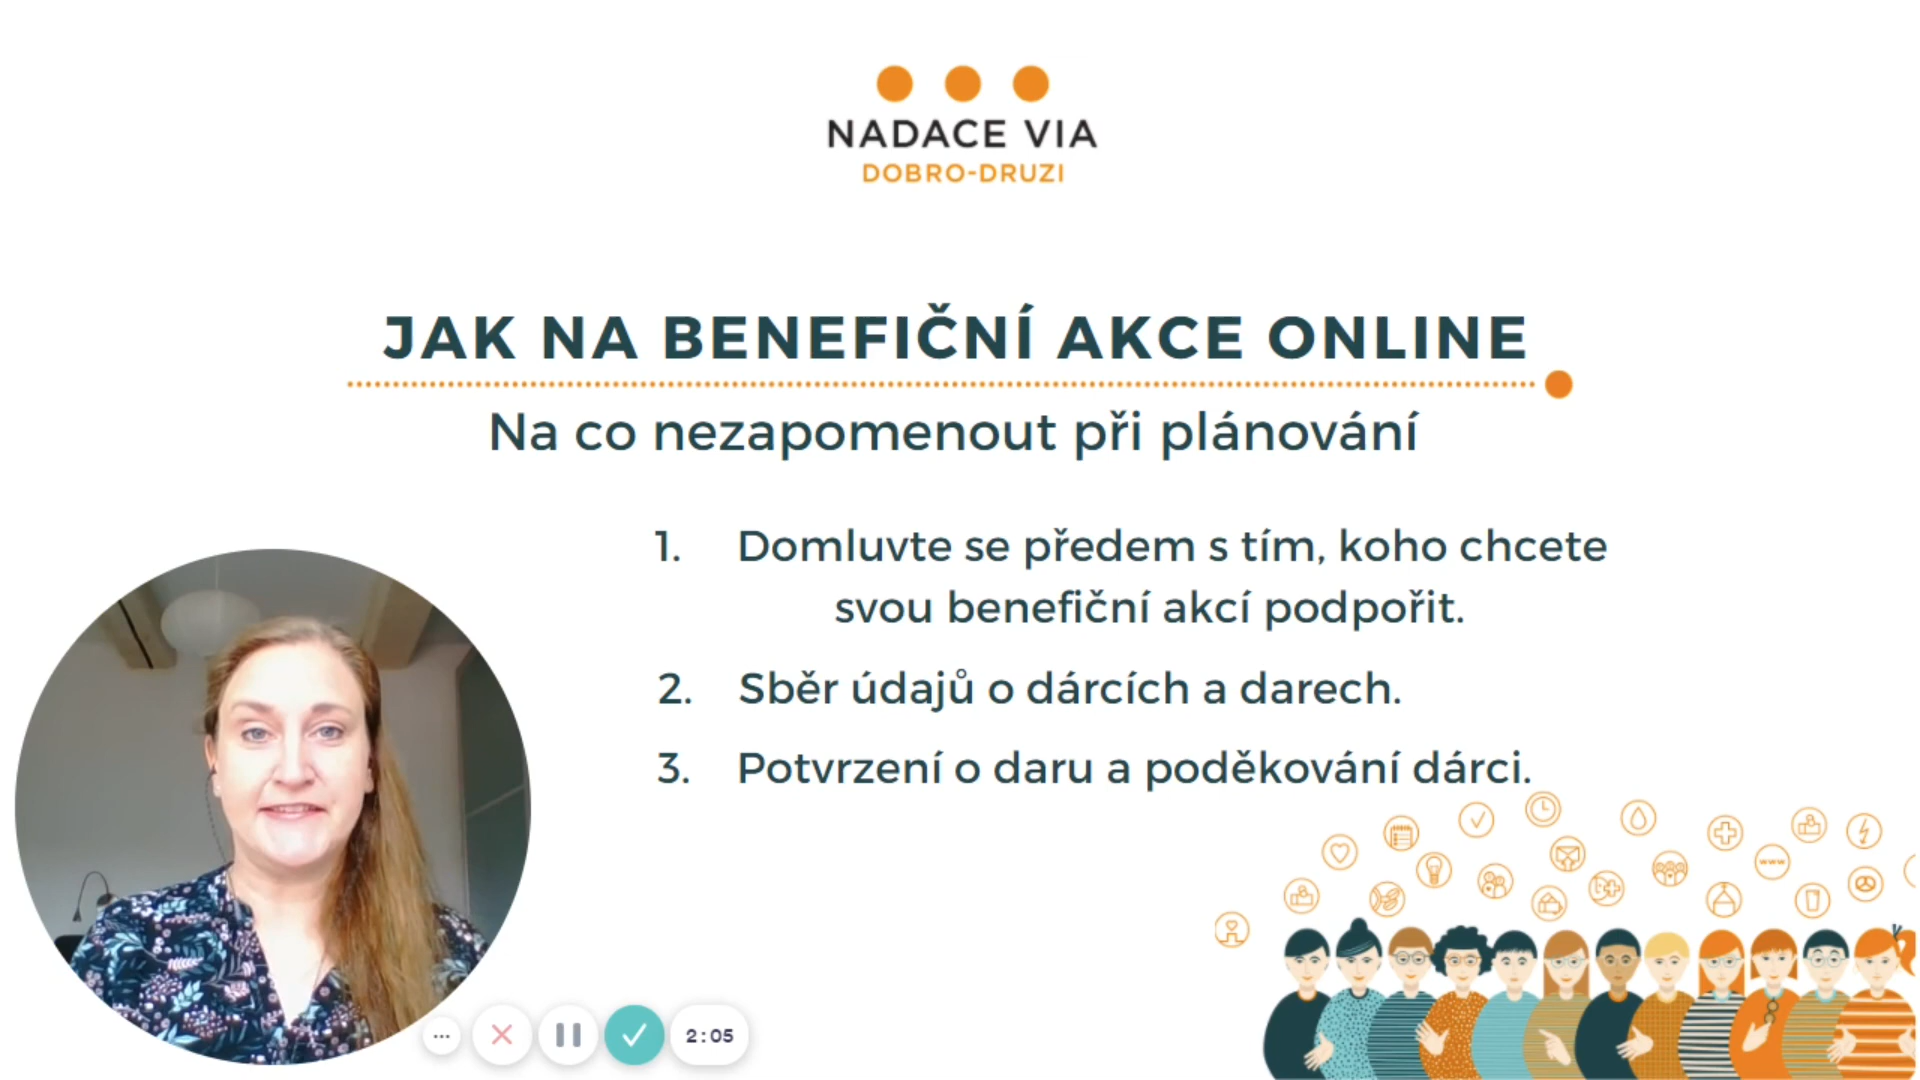 NADACE VIA
DOBRO-DRUZI
JAK NA BENEFIČNÍ AKCE ONLINE
Na co nezapomenout při plánování
1. Domluvte se předem s tím, koho chcete
svou benefiční akcí podpořit.
2. Sběr údajů o dárcích a darech.
3. Potvrzení o daru a poděkování dárci.
www
2:05